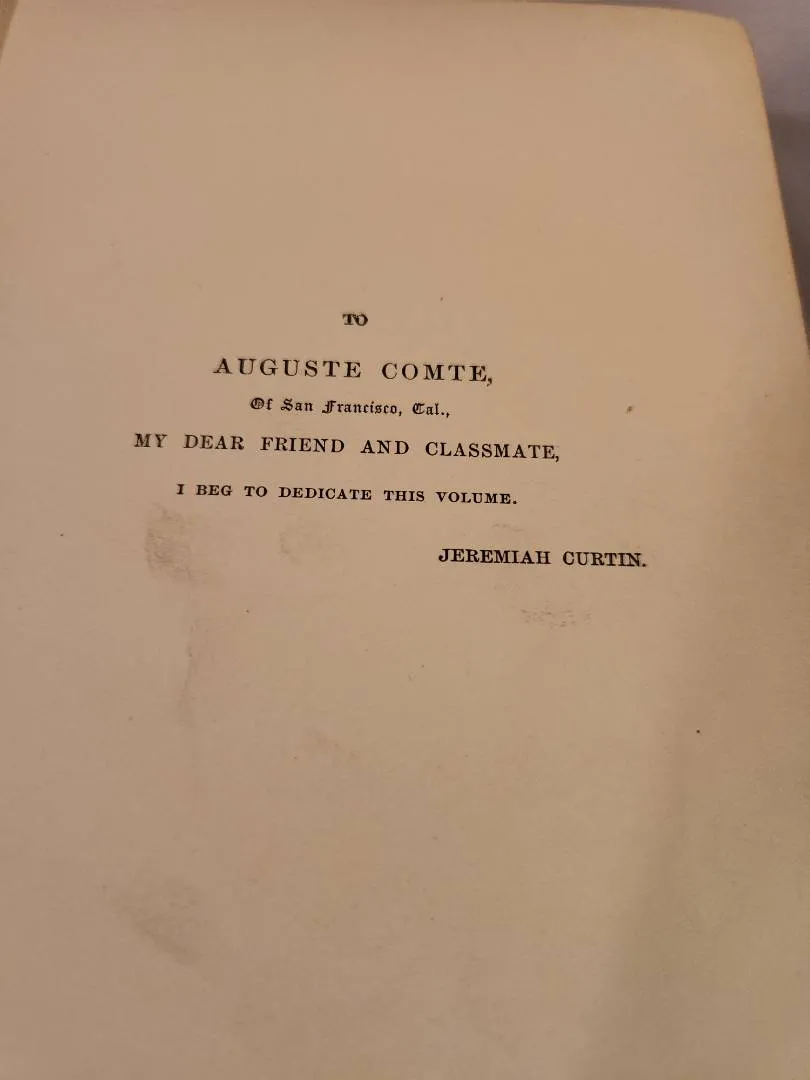 TO
AUGUSTE COMTE,
Of San Francisco, Cal.,
MY DEAR FRIEND AND CLASSMATE,
I BEG TO DEDICATE THIS VOLUME.
JEREMIAH CURTIN.